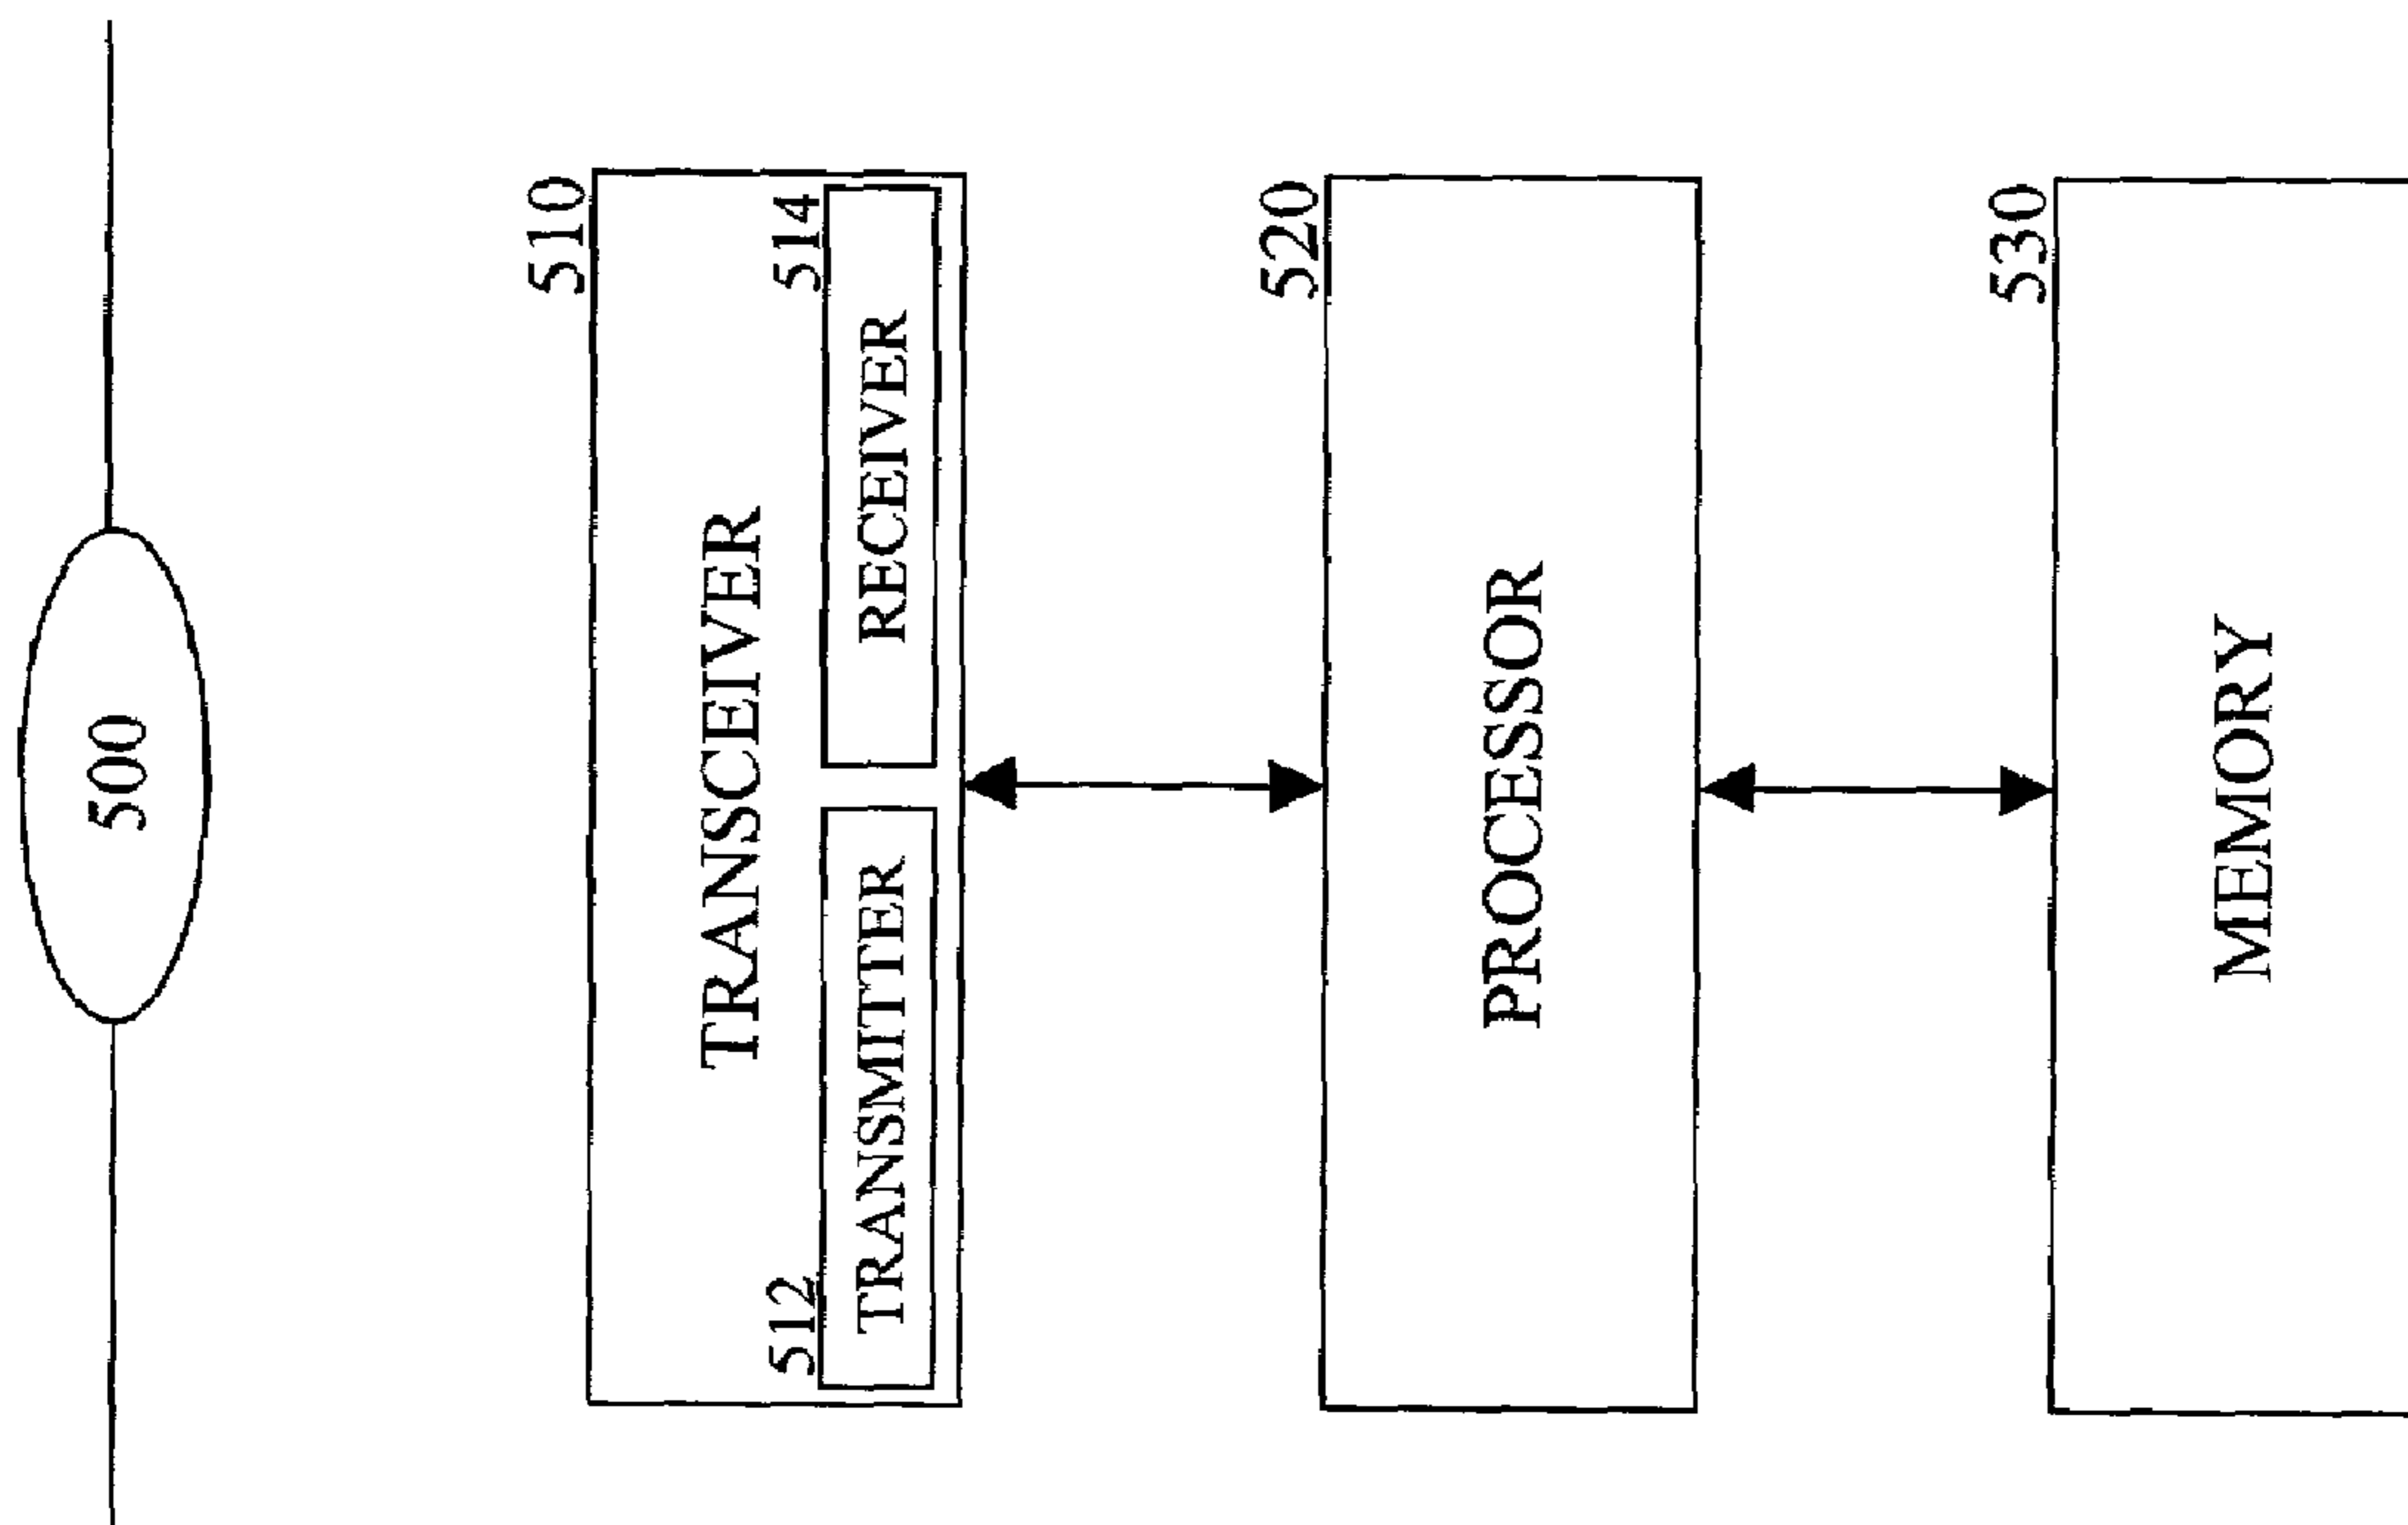 500
510
TRANSCEIVER
512
514
TRANSMITTER
RECEIVER
520
PROCESSOR
530
MEMORY